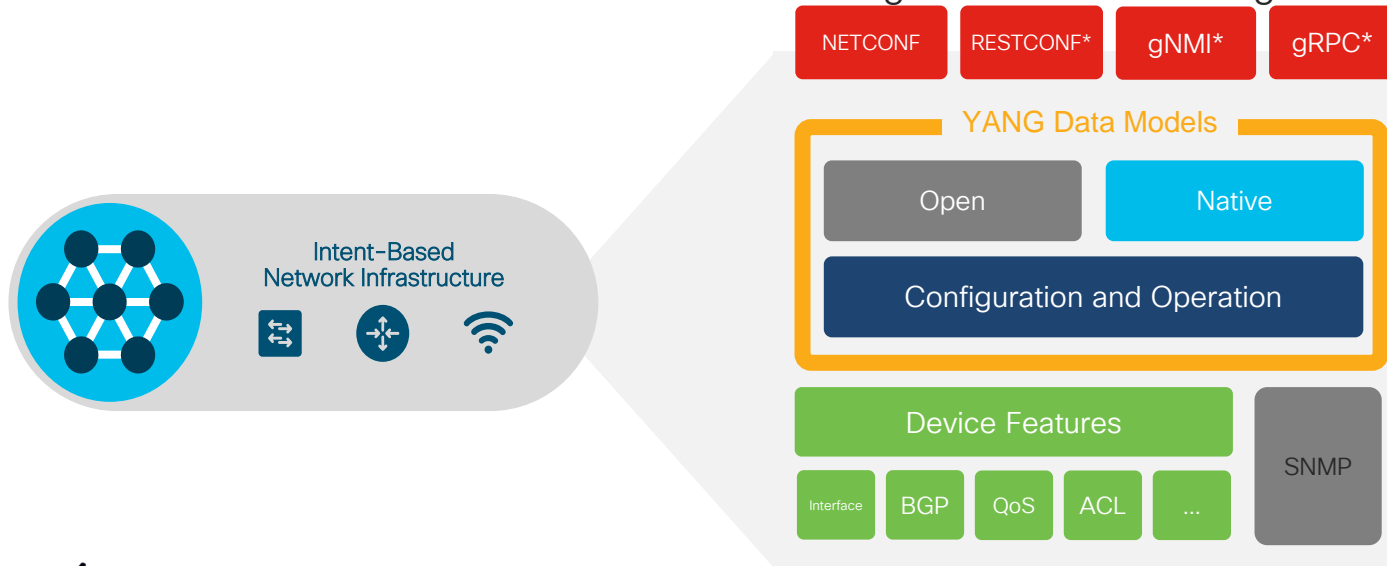 NETCONF
RESTCONF*
gNMI*
gRPC*
YANG Data Models
Open
Native
Configuration and Operation
Intent-Based
Network Infrastructure
Device Features
SNMP
Interface
BGP
QoS
ACL
...